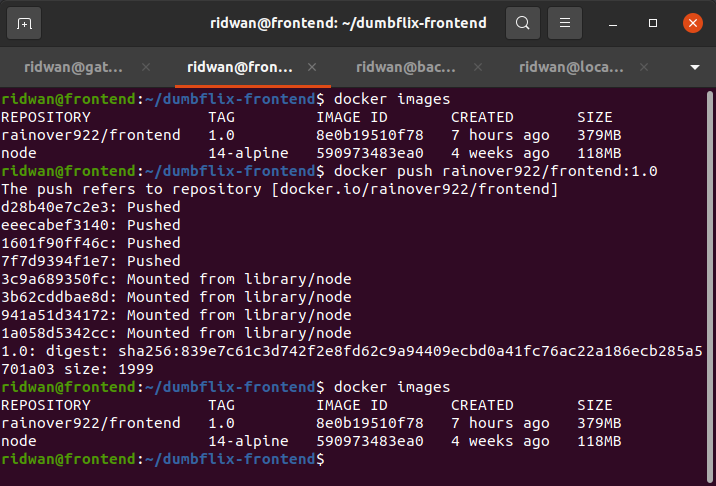 ridwan@frontend: ~/dumbflix-frontend
ridwan@gat...
ridwan@fron...
ridwan@bac...
ridwan@loca...
ridwan@frontend:~/dumbflix-frontend$ docker images
REPOSITORY TAG IMAGE ID CREATED SIZE
rainover922/frontend 1.0 8e0b19510f78 7 hours ago 379MB
node 14-alpine 590973483ea0 4 weeks ago 118MB
ridwan@frontend:~/dumbflix-frontend$ docker push rainover922/frontend:1.0
The push refers to repository [docker.io/rainover922/frontend]
d28b40e7c2e3: Pushed
eeecabef3140: Pushed
1601f90ff46c: Pushed
7f7d9394f1e7: Pushed
3c9a689350fc: Mounted from library/node
3b62cddbae8d: Mounted from library/node
941a51d34172: Mounted from library/node
1a058d5342cc: Mounted from library/node
1.0: digest: sha256:839e7c61c3d742f2e8fd62c9a94409ecbd0a41fc76ac22a186ecb285a5
701a03 size: 1999
ridwan@frontend:~/dumbflix-frontend$ docker images
REPOSITORY TAG IMAGE ID CREATED SIZE
rainover922/frontend 1.0 8e0b19510f78 7 hours ago 379MB
node 14-alpine 590973483ea0 4 weeks ago 118MB
ridwan@frontend:~/dumbflix-frontend$